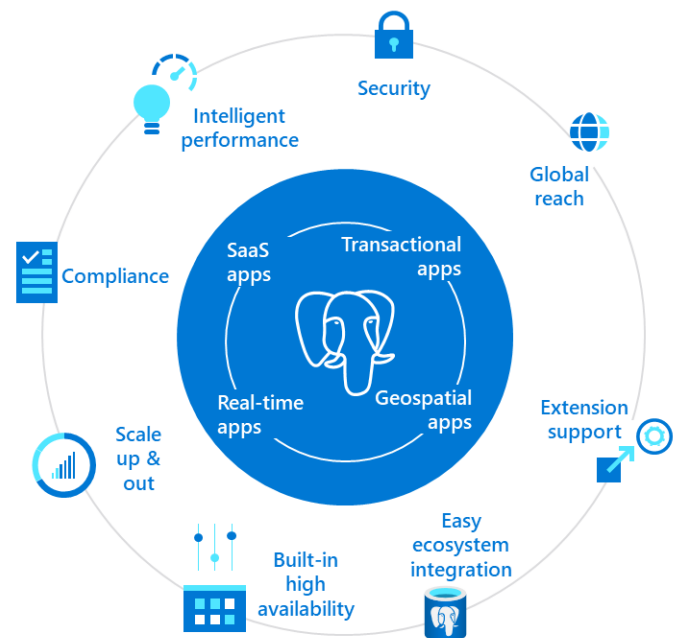 Security
Intelligent
performance
Global
reach
SaaS
apps
Transactional
apps
Compliance
Real-time
apps
Geospatial
apps
Extension
support
Scale
up &
out
Easy
ecosystem
integration
Built-in
high
availability